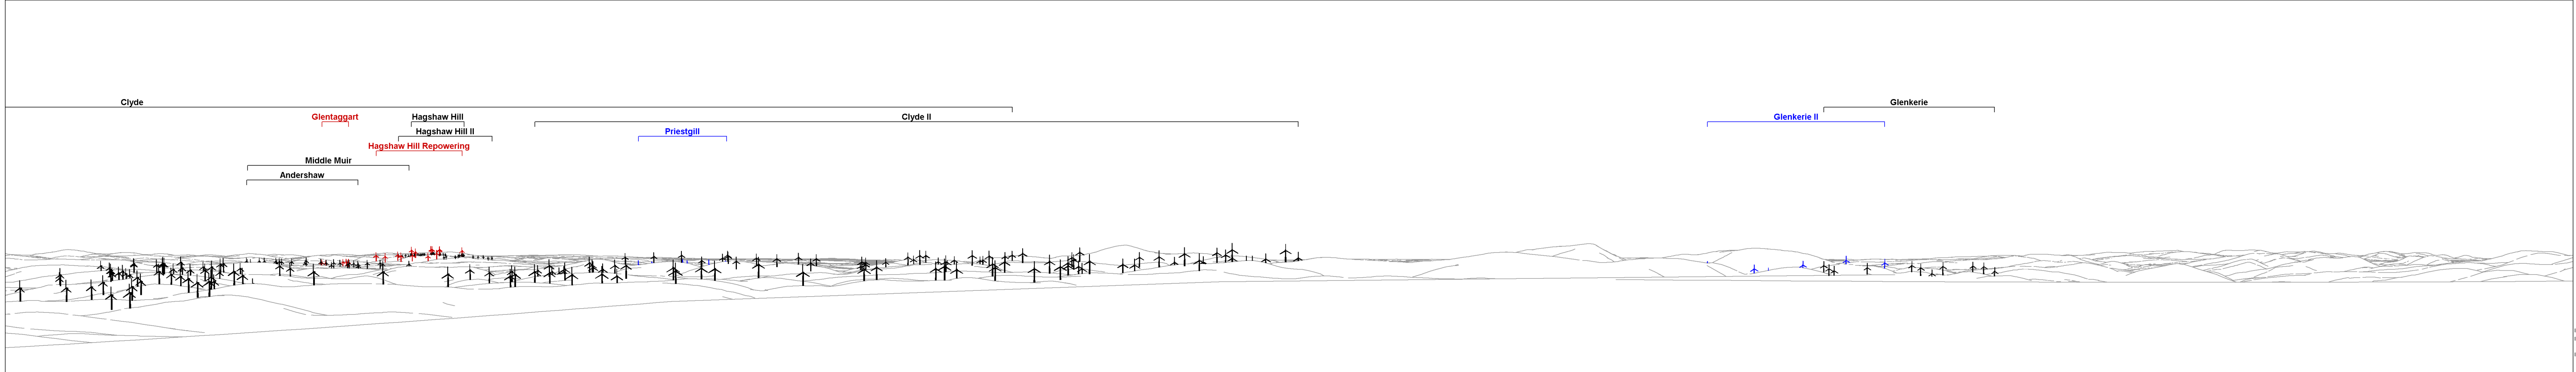 Clyde
Glenkerie
Glentaggart
Hagshaw Hill
Clyde II
Glenkerie II
Hagshaw Hill II
Priestgill
Hagshaw Hill Repowering
Middle Muir
Andershaw